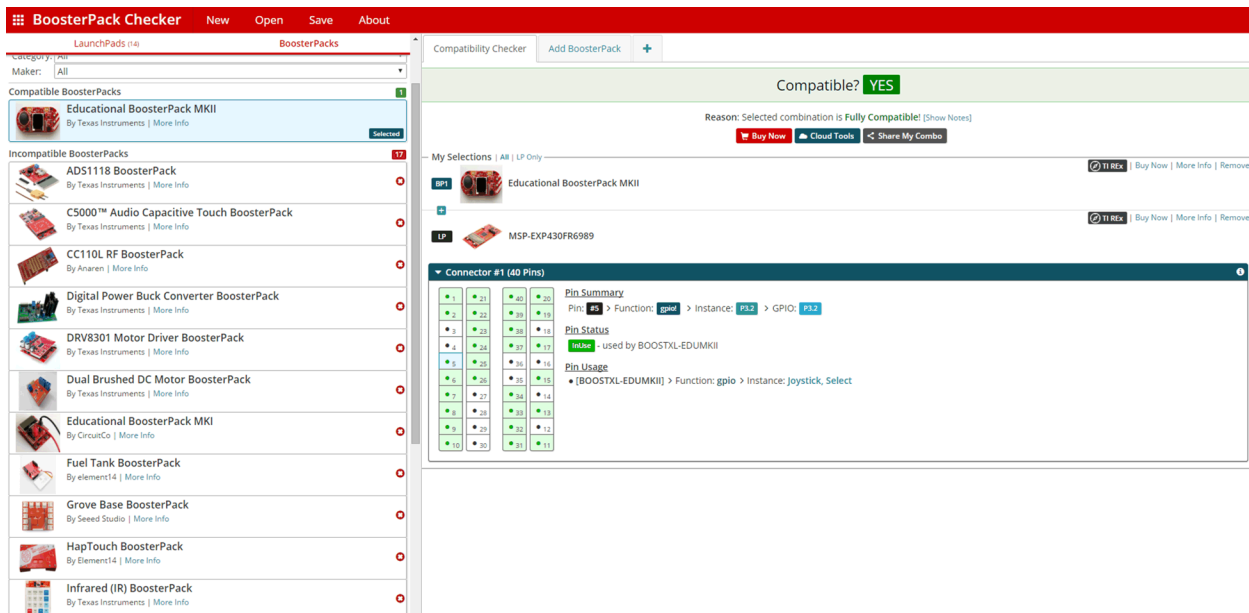 BoosterPack Checker New Open Save About
LaunchPads (14) BoosterPacks
Category: All
Maker: All
Compatible BoosterPacks 1
Educational BoosterPack MKII
By Texas Instruments | More Info
Selected
Incompatible BoosterPacks 17
ADS1118 BoosterPack
By Texas Instruments | More Info
C5000™ Audio Capacitive Touch BoosterPack
By Texas Instruments | More Info
CC110L RF BoosterPack
By Anaren | More Info
Digital Power Buck Converter BoosterPack
By Texas Instruments | More Info
DRV8301 Motor Driver BoosterPack
By Texas Instruments | More Info
Dual Brushed DC Motor BoosterPack
By Texas Instruments | More Info
Educational BoosterPack MKI
By CircuitCo | More Info
Fuel Tank BoosterPack
By element14 | More Info
Grove Base BoosterPack
By Seeed Studio | More Info
HapTouch BoosterPack
By Element14 | More Info
Infrared (IR) BoosterPack
By Texas Instruments | More Info
Compatibility Checker Add BoosterPack +
Compatible? YES
Reason: Selected combination is Fully Compatible! [Show Notes]
Buy Now Cloud Tools Share My Combo
My Selections | All | LP Only
TI REx | Buy Now | More Info | Remove
BP1 Educational BoosterPack MKII
TI REx | Buy Now | More Info | Remove
LP MSP-EXP430FR6989
Connector #1 (40 Pins)
1 21 40 20
2 22 39 19
3 23 38 18
4 24 37 17
5 25 36 16
6 26 35 15
7 27 34 14
8 28 33 13
9 29 32 12
10 30 31 11
Pin Summary
Pin: #5 > Function: gpio! > Instance: P3.2 > GPIO: P3.2
Pin Status
InUse - used by BOOSTXL-EDUMKII
Pin Usage
• [BOOSTXL-EDUMKII] > Function: gpio > Instance: Joystick, Select